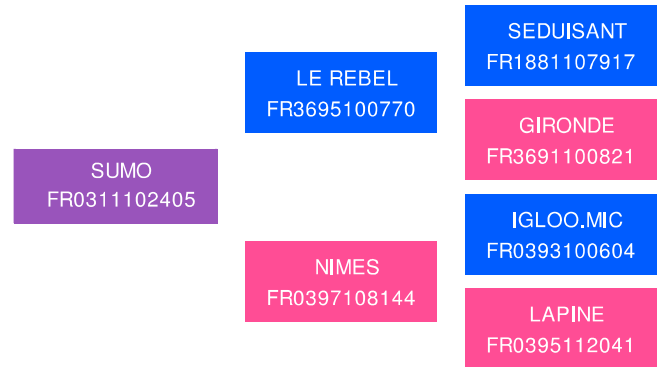 SEDUISANT
FR1881107917
LE REBEL
FR3695100770
GIRONDE
FR3691100821
SUMO
FR0311102405
IGLOO.MIC
FR0393100604
NIMES
FR0397108144
LAPINE
FR0395112041